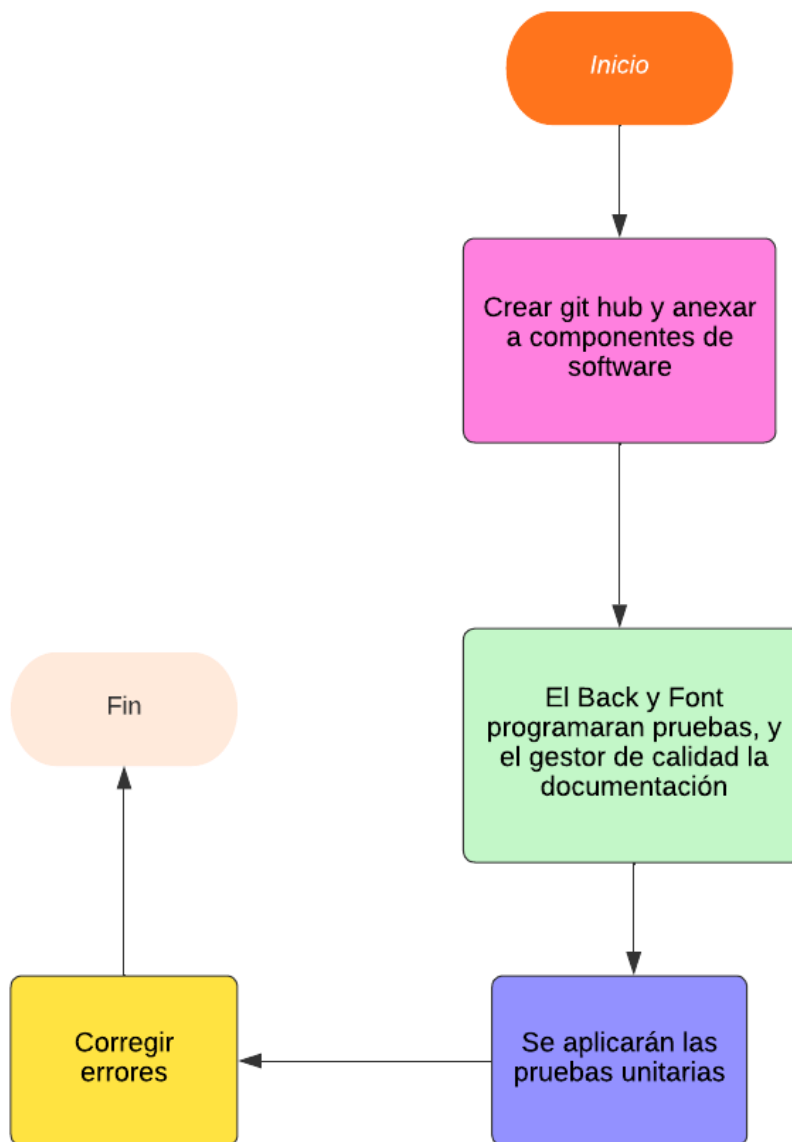 Inicio
Crear git hub y anexar
a componentes de
software
El Back y Font
programaran pruebas, y
el gestor de calidad la
documentación
Se aplicarán las
pruebas unitarias
Corregir
errores
Fin